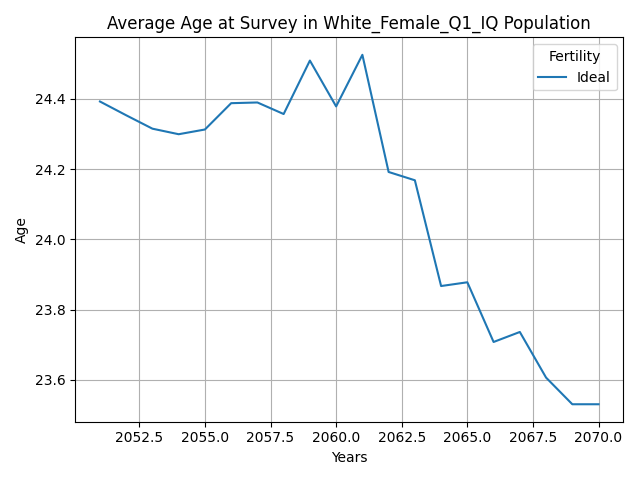 Average Age at Survey in White_Female_Q1_IQ Population
Fertility
Ideal
Age
24.4
24.2
24.0
23.8
23.6
2052.5 2055.0 2057.5 2060.0 2062.5 2065.0 2067.5 2070.0
Years